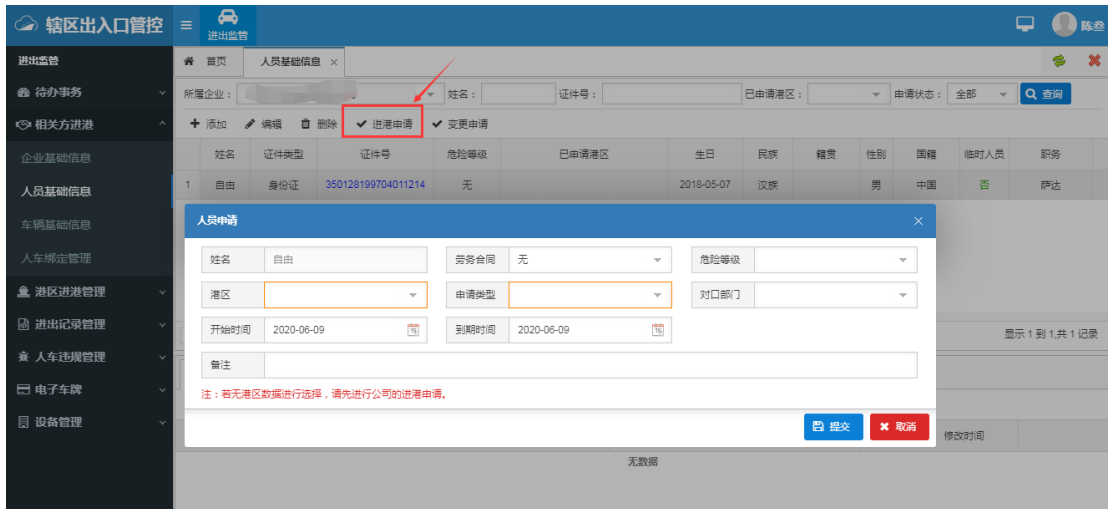 辖区出入口管控 进出监管 陈叁
进出监管 首页 人员基础信息
待办事务 所属企业： 姓名： 证件号： 已申请港区： 申请状态： 全部 查询
相关方进港 添加 编辑 删除 进港申请 变更申请
企业基础信息 姓名 证件类型 证件号 危险等级 已申请港区 生日 民族 籍贯 性别 国籍 临时人员 职务
人员基础信息 1 自由 身份证 350128199704011214 无 2018-05-07 汉族 男 中国 否 萨达
车辆基础信息 人员申请
人车绑定管理 姓名 自由 劳务合同 无 危险等级
港区进港管理 港区 申请类型 对口部门
进出记录管理 开始时间 2020-06-09 到期时间 2020-06-09 显示 1 到 1,共 1 记录
人车违规管理 备注
电子车牌 注：若无港区数据进行选择，请先进行公司的进港申请。
设备管理 提交 取消 修改时间
无数据